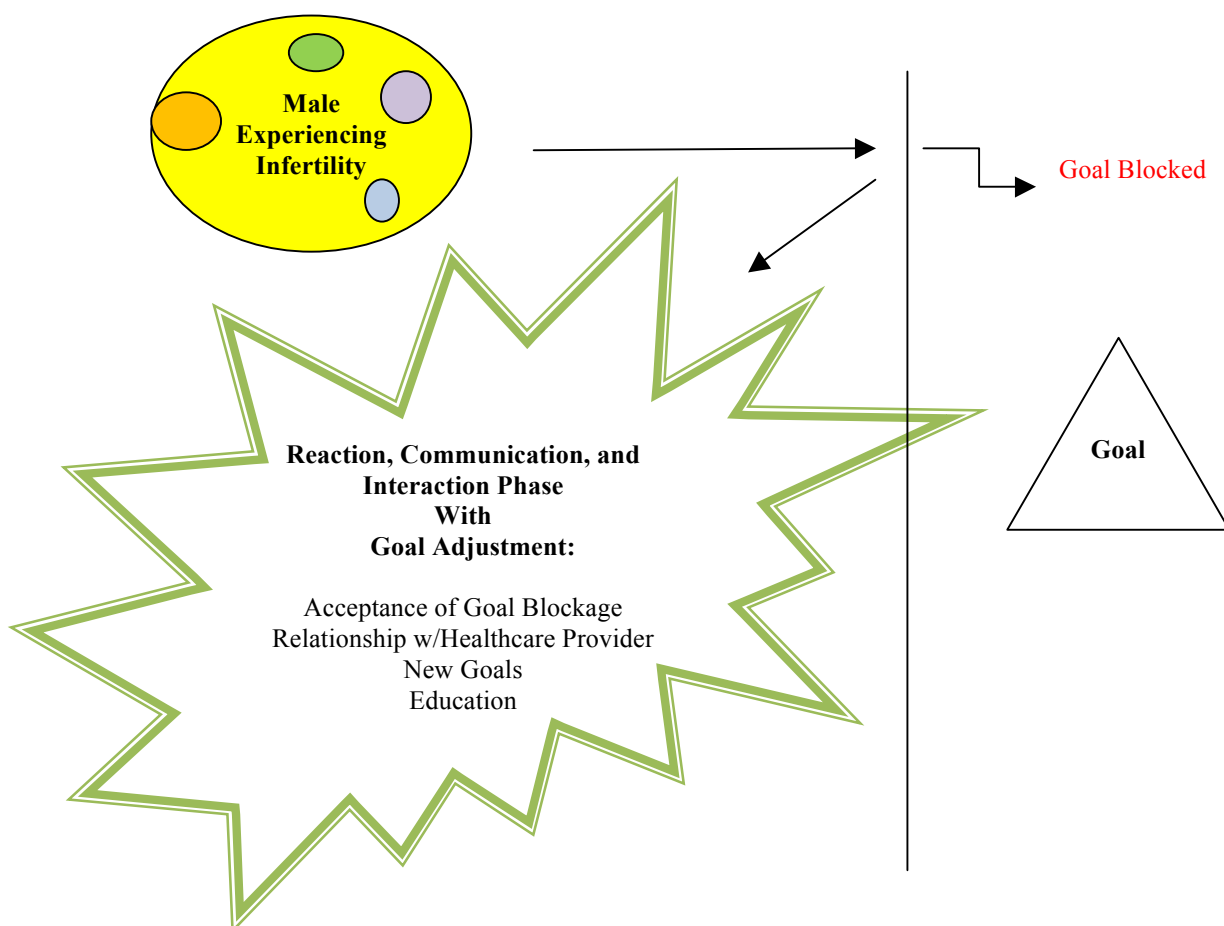 Male
Experiencing
Infertility
Goal Blocked
Goal
Reaction, Communication, and
Interaction Phase
With
Goal Adjustment:
Acceptance of Goal Blockage
Relationship w/Healthcare Provider
New Goals
Education